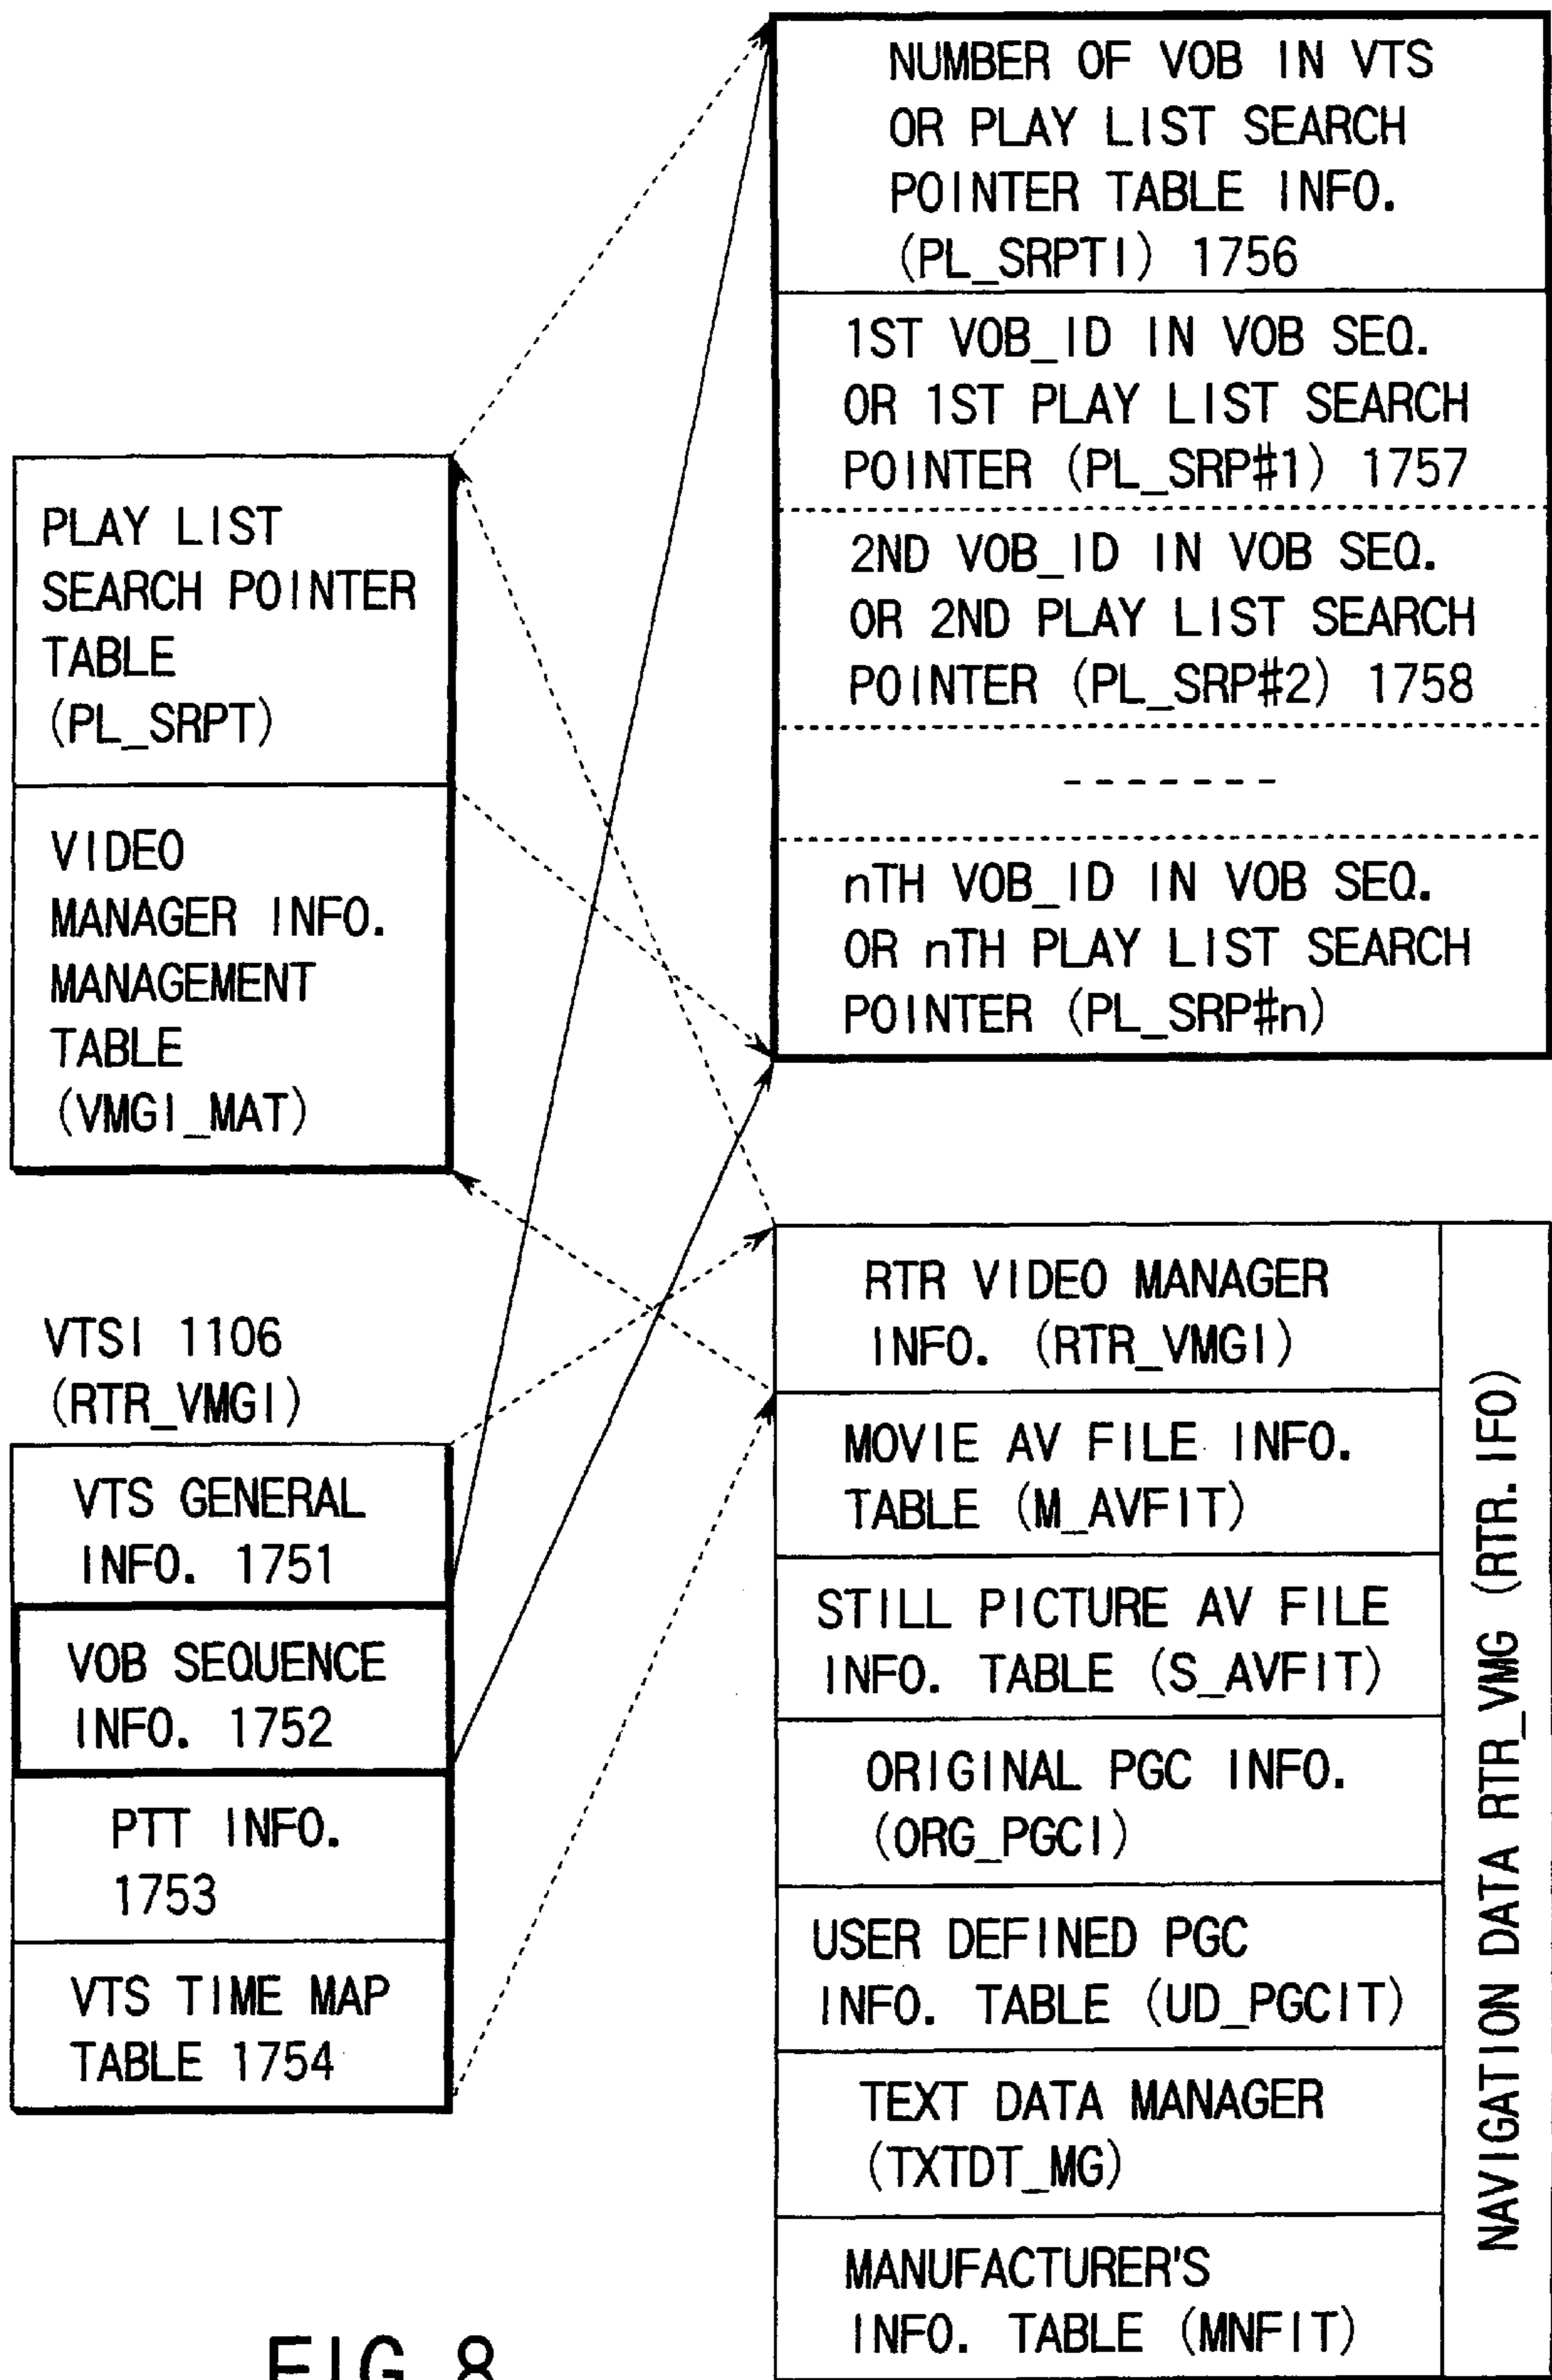 NUMBER OF VOB IN VTS
OR PLAY LIST SEARCH
POINTER TABLE INFO.
(PL_SRPTI) 1756
1ST VOB_ID IN VOB SEQ.
OR 1ST PLAY LIST SEARCH
POINTER (PL_SRP#1) 1757
2ND VOB_ID IN VOB SEQ.
OR 2ND PLAY LIST SEARCH
POINTER (PL_SRP#2) 1758
-------
nTH VOB_ID IN VOB SEQ.
OR nTH PLAY LIST SEARCH
POINTER (PL_SRP#n)
PLAY LIST
SEARCH POINTER
TABLE
(PL_SRPT)
VIDEO
MANAGER INFO.
MANAGEMENT
TABLE
(VMGI_MAT)
VTSI 1106
(RTR_VMGI)
VTS GENERAL
INFO. 1751
VOB SEQUENCE
INFO. 1752
PTT INFO.
1753
VTS TIME MAP
TABLE 1754
RTR VIDEO MANAGER
INFO. (RTR_VMGI)
MOVIE AV FILE INFO.
TABLE (M_AVFIT)
STILL PICTURE AV FILE
INFO. TABLE (S_AVFIT)
ORIGINAL PGC INFO.
(ORG_PGCI)
USER DEFINED PGC
INFO. TABLE (UD_PGCIT)
TEXT DATA MANAGER
(TXTDT_MG)
MANUFACTURER'S
INFO. TABLE (MNFIT)
NAVIGATION DATA RTR_VMG (RTR. IFO)
FIG. 8